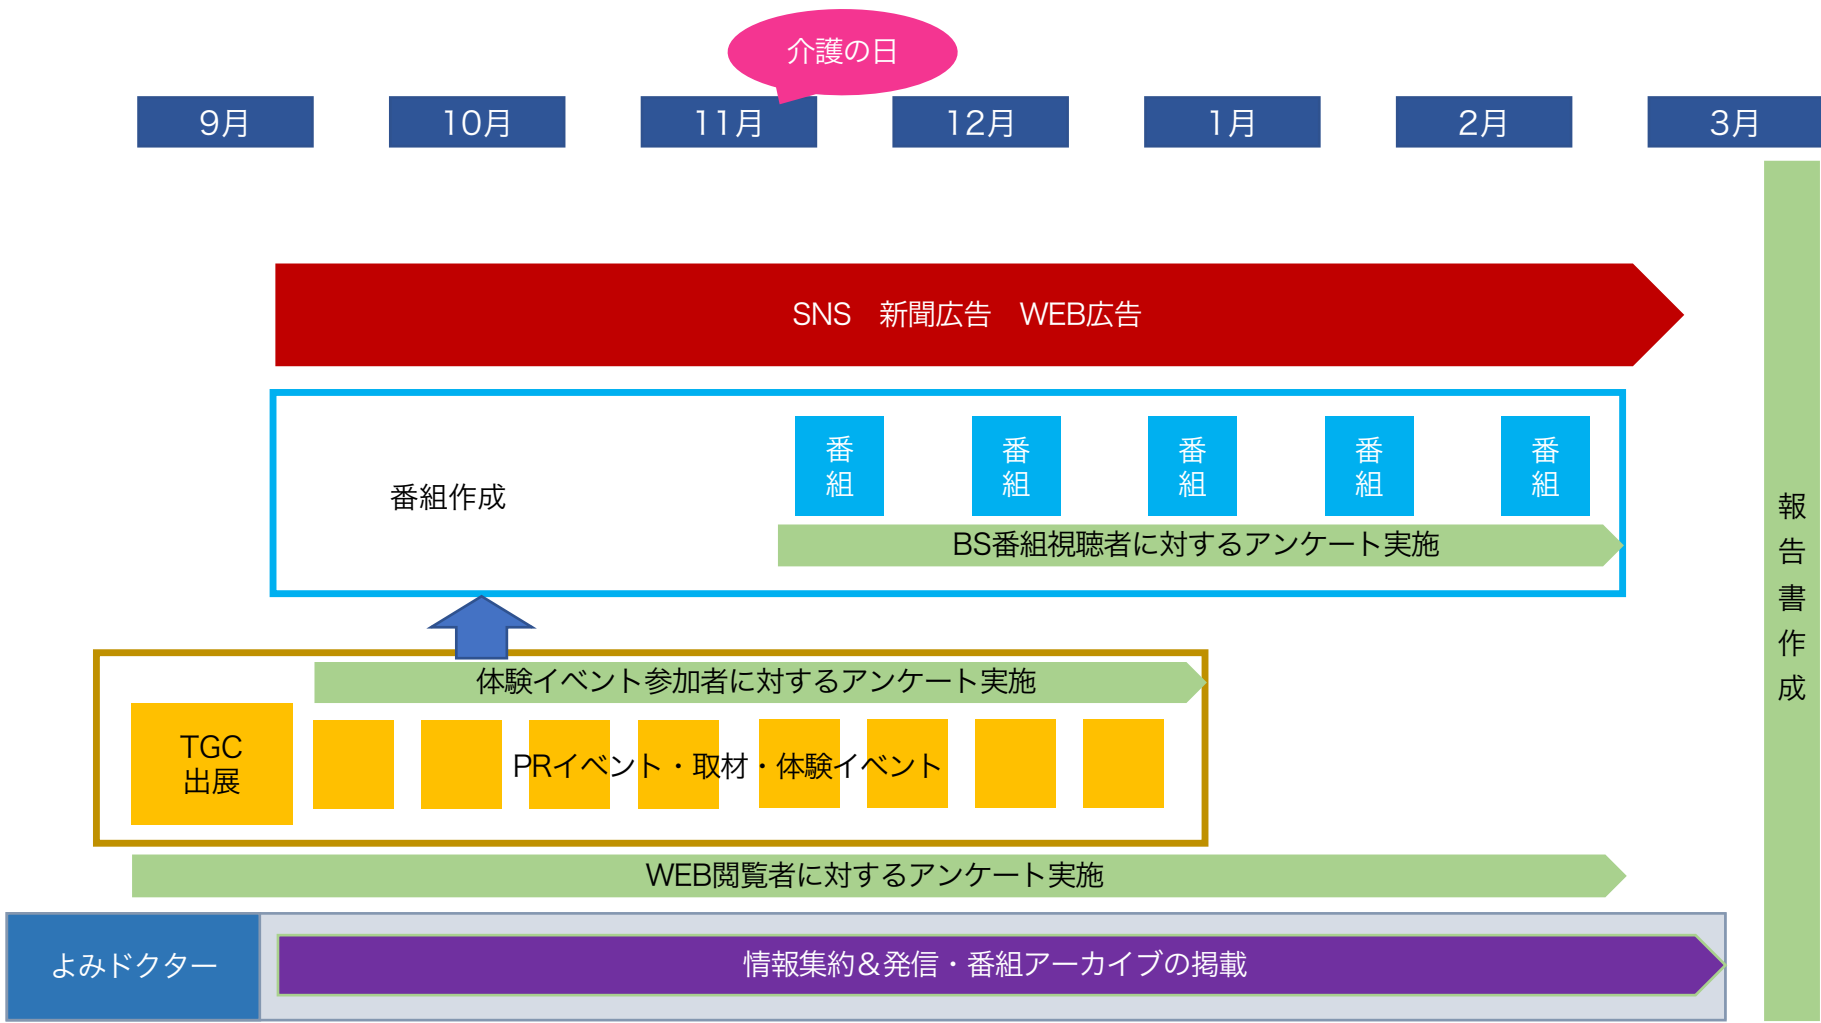 介護の日
9月
10月
11月
12月
1月
2月
3月
SNS　新聞広告　WEB広告
番組作成
番
組
番
組
番
組
番
組
番
組
BS番組視聴者に対するアンケート実施
体験イベント参加者に対するアンケート実施
TGC
出展
PRイベント・取材・体験イベント
WEB閲覧者に対するアンケート実施
よみドクター
情報集約&発信・番組アーカイブの掲載
報
告
書
作
成